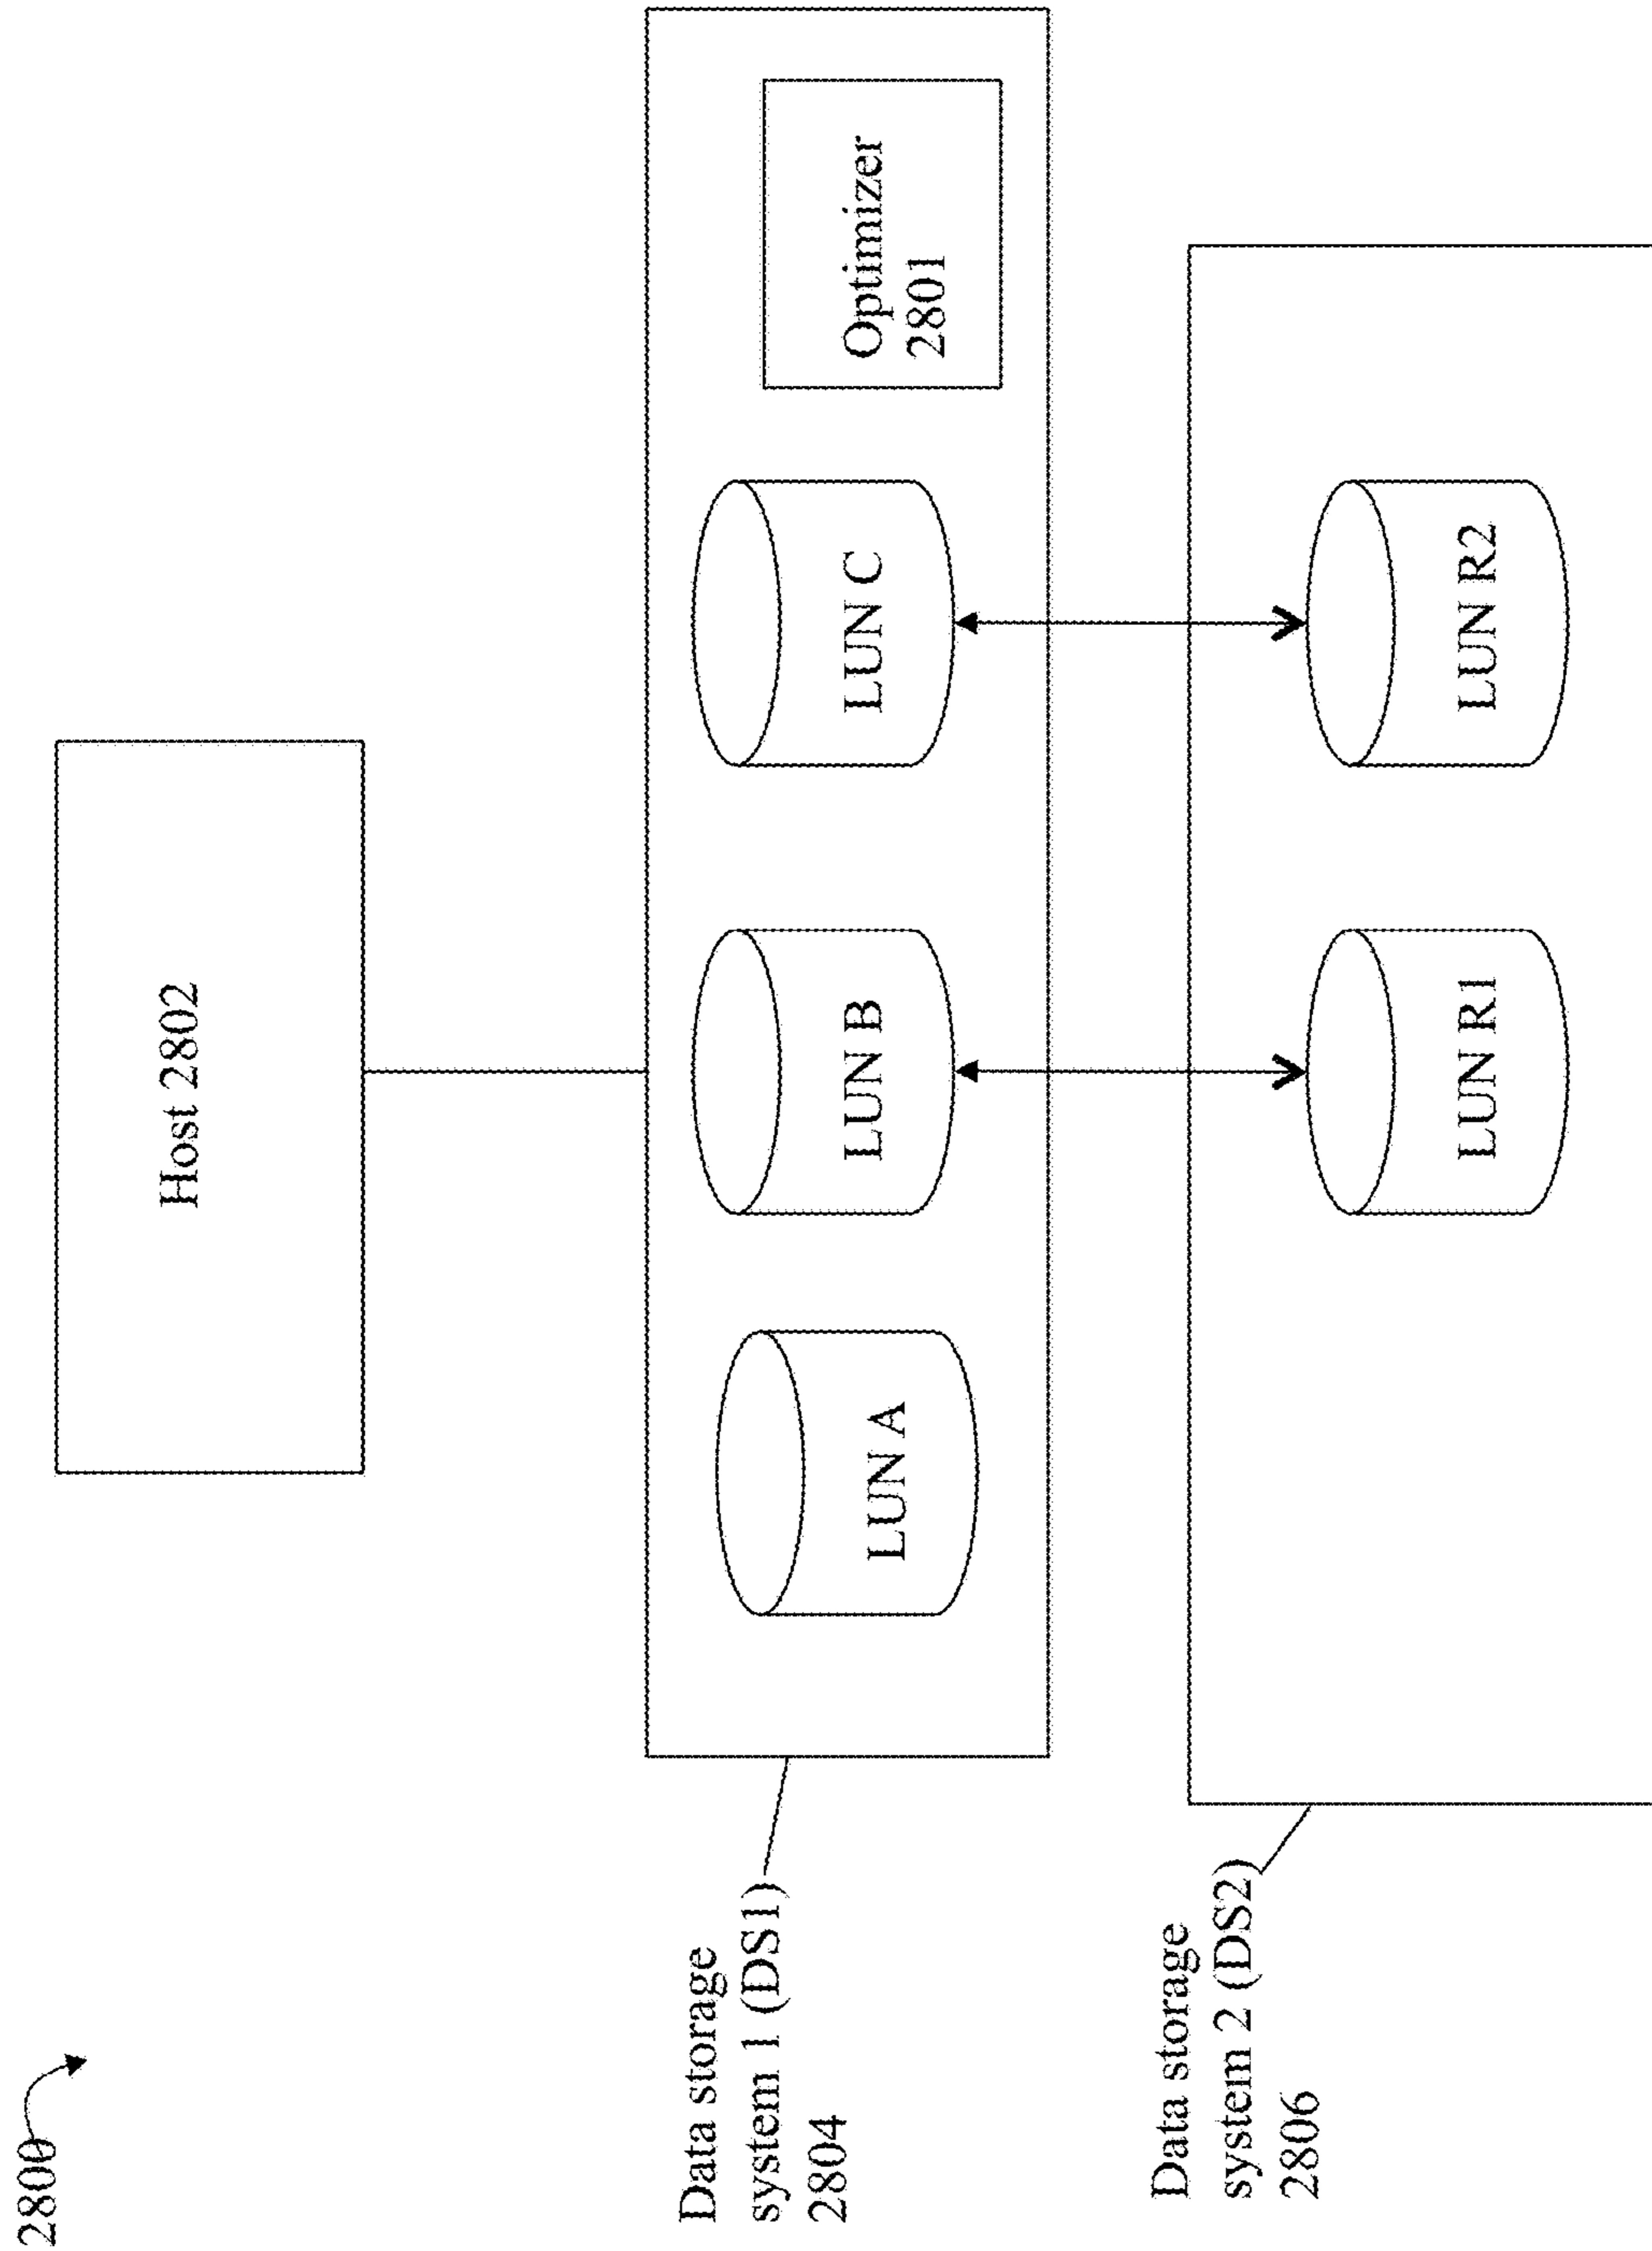 2800
Host 2802
Data storage
system 1 (DS1)
2804
LUN A
LUN B
LUN C
Optimizer
2801
Data storage
system 2 (DS2)
2806
LUN R1
LUN R2